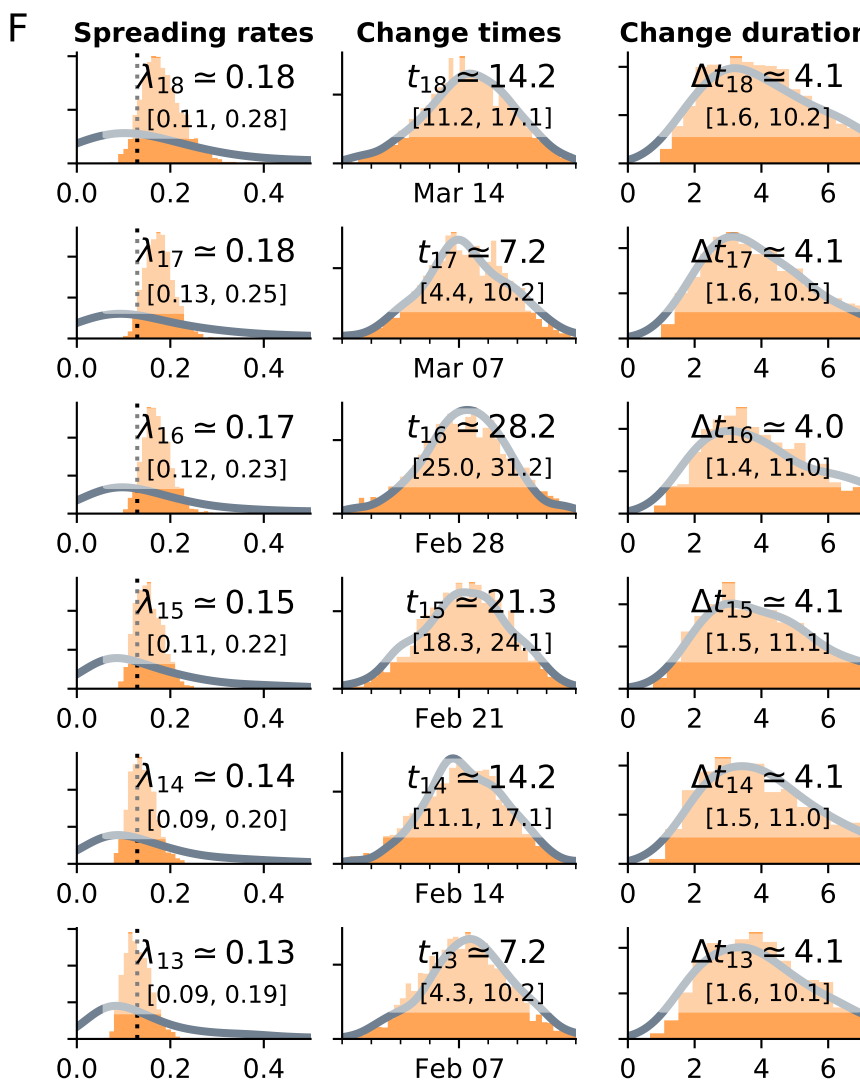 F
Spreading rates Change times Change duration
λ18 ≃ 0.18 t18 ≃ 14.2 Δt18 ≃ 4.1
[0.11, 0.28] [11.2, 17.1] [1.6, 10.2]
0.0 0.2 0.4 Mar 14 0 2 4 6
λ17 ≃ 0.18 t17 ≃ 7.2 Δt17 ≃ 4.1
[0.13, 0.25] [4.4, 10.2] [1.6, 10.5]
0.0 0.2 0.4 Mar 07 0 2 4 6
λ16 ≃ 0.17 t16 ≃ 28.2 Δt16 ≃ 4.0
[0.12, 0.23] [25.0, 31.2] [1.4, 11.0]
0.0 0.2 0.4 Feb 28 0 2 4 6
λ15 ≃ 0.15 t15 ≃ 21.3 Δt15 ≃ 4.1
[0.11, 0.22] [18.3, 24.1] [1.5, 11.1]
0.0 0.2 0.4 Feb 21 0 2 4 6
λ14 ≃ 0.14 t14 ≃ 14.2 Δt14 ≃ 4.1
[0.09, 0.20] [11.1, 17.1] [1.5, 11.0]
0.0 0.2 0.4 Feb 14 0 2 4 6
λ13 ≃ 0.13 t13 ≃ 7.2 Δt13 ≃ 4.1
[0.09, 0.19] [4.3, 10.2] [1.6, 10.1]
0.0 0.2 0.4 Feb 07 0 2 4 6